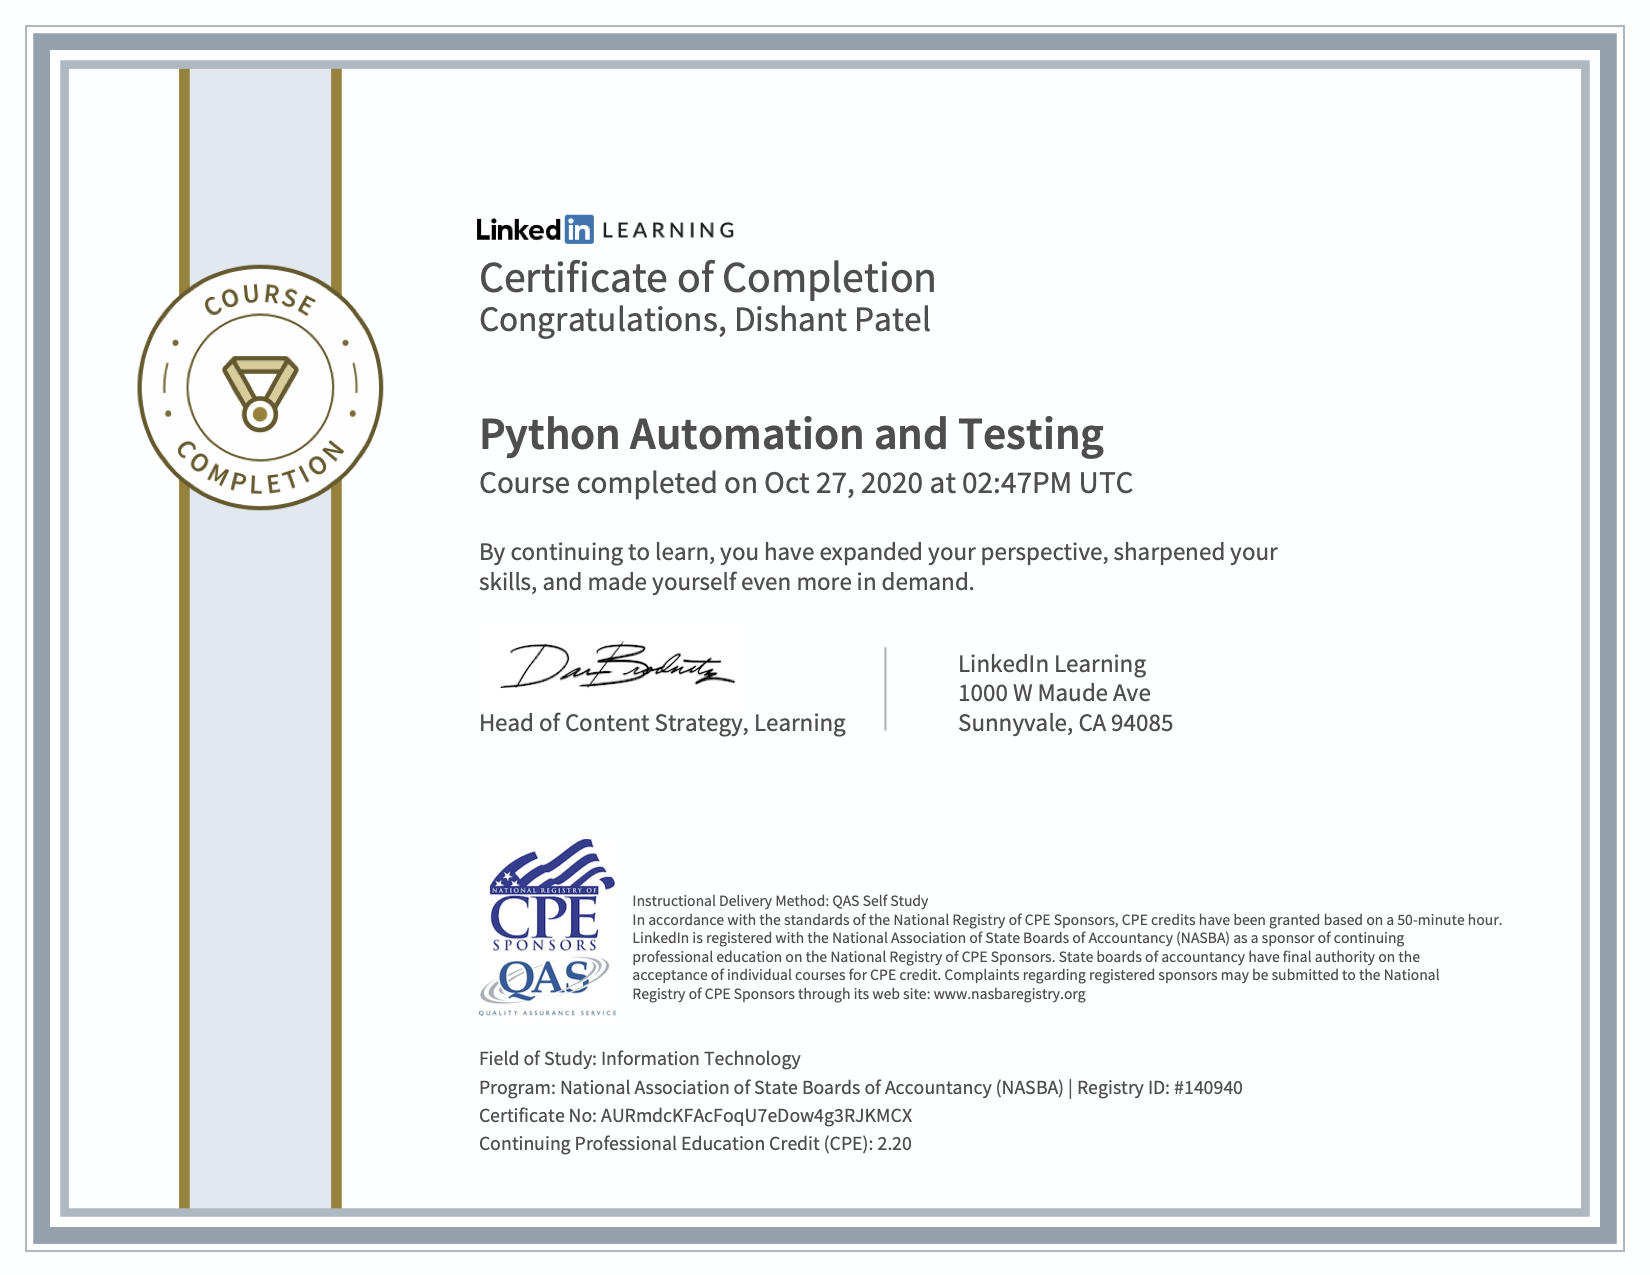 COURSE
COMPLETION
Linked in LEARNING
Certificate of Completion
Congratulations, Dishant Patel
Python Automation and Testing
Course completed on Oct 27, 2020 at 02:47PM UTC
By continuing to learn, you have expanded your perspective, sharpened your
skills, and made yourself even more in demand.
Head of Content Strategy, Learning
LinkedIn Learning
1000 W Maude Ave
Sunnyvale, CA 94085
NATIONAL REGISTRY OF
CPE
SPONSORS
QAS
QUALITY ASSURANCE SERVICE
Instructional Delivery Method: QAS Self Study
In accordance with the standards of the National Registry of CPE Sponsors, CPE credits have been granted based on a 50-minute hour.
LinkedIn is registered with the National Association of State Boards of Accountancy (NASBA) as a sponsor of continuing
professional education on the National Registry of CPE Sponsors. State boards of accountancy have final authority on the
acceptance of individual courses for CPE credit. Complaints regarding registered sponsors may be submitted to the National
Registry of CPE Sponsors through its web site: www.nasbaregistry.org
Field of Study: Information Technology
Program: National Association of State Boards of Accountancy (NASBA) | Registry ID: #140940
Certificate No: AURmdcKFAcFoqU7eDow4g3RJKMCX
Continuing Professional Education Credit (CPE): 2.20